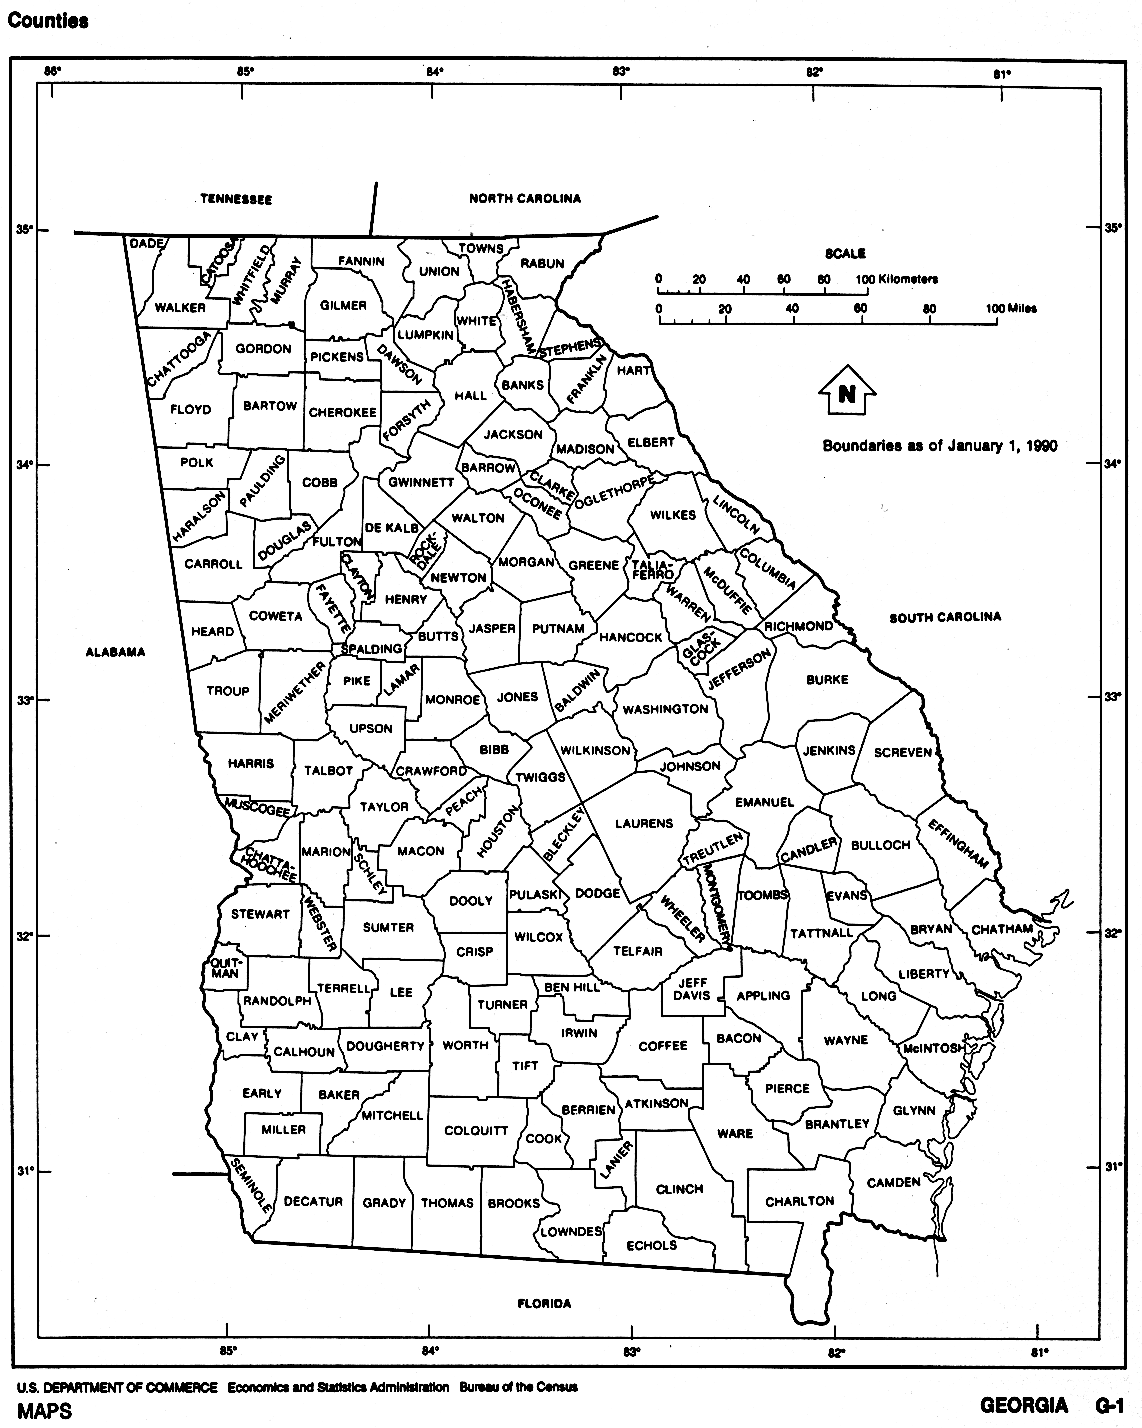 Counties
86° 85° 84° 83° 82° 81°
TENNESSEE NORTH CAROLINA
35° 35°
SCALE
0 20 40 60 80 100 Kilometers
0 20 40 60 80 100 Miles
N
Boundaries as of January 1, 1990
DADE CATOOSA WHITFIELD MURRAY FANNIN UNION TOWNS RABUN
WALKER GILMER LUMPKIN WHITE HABERSHAM STEPHENS
CHATTOOGA GORDON PICKENS DAWSON HALL BANKS FRANKLN HART
FLOYD BARTOW CHEROKEE FORSYTH JACKSON MADISON ELBERT
34° 34°
POLK PAULDING COBB GWINNETT BARROW CLARKE OCONEE OGLETHORPE
HARALSON DOUGLAS FULTON DE KALB ROCK-
DALE WALTON WILKES LINCOLN
CARROLL CLAYTON NEWTON MORGAN GREENE TALIA-
FERRO McDUFFIE COLUMBIA
COWETA FAYETTE HENRY WARREN
HEARD SPALDING BUTTS JASPER PUTNAM HANCOCK GLAS-
COCK RICHMOND
SOUTH CAROLINA
ALABAMA
33° 33°
TROUP MERIWETHER PIKE LAMAR MONROE JONES BALDWIN WASHINGTON JEFFERSON BURKE
UPSON
HARRIS TALBOT CRAWFORD BIBB TWIGGS WILKINSON JOHNSON JENKINS SCREVEN
MUSCOGEE TAYLOR PEACH HOUSTON BLECKLEY LAURENS EMANUEL
CHATTA-
HOOCHEE MARION SCHLEY MACON TREUTLEN CANDLER BULLOCH EFFINGHAM
STEWART WEBSTER SUMTER DOOLY PULASKI DODGE WHEELER MONTGOMERY TOOMBS EVANS
32° 32°
CRISP WILCOX TELFAIR TATTNALL BRYAN CHATHAM
QUIT-
MAN
RANDOLPH TERRELL LEE TURNER BEN HILL JEFF
DAVIS APPLING LONG LIBERTY
CLAY CALHOUN DOUGHERTY WORTH TIFT IRWIN COFFEE BACON WAYNE McINTOSH
EARLY BAKER MITCHELL COLQUITT COOK BERRIEN ATKINSON PIERCE GLYNN
MILLER WARE BRANTLEY
31° 31°
SEMINOLE DECATUR GRADY THOMAS BROOKS LANIER CLINCH CHARLTON CAMDEN
LOWNDES ECHOLS
FLORIDA
85° 84° 83° 82° 81°
U.S. DEPARTMENT OF COMMERCE Economics and Statistics Administration Bureau of the Census
MAPS
GEORGIA G-1